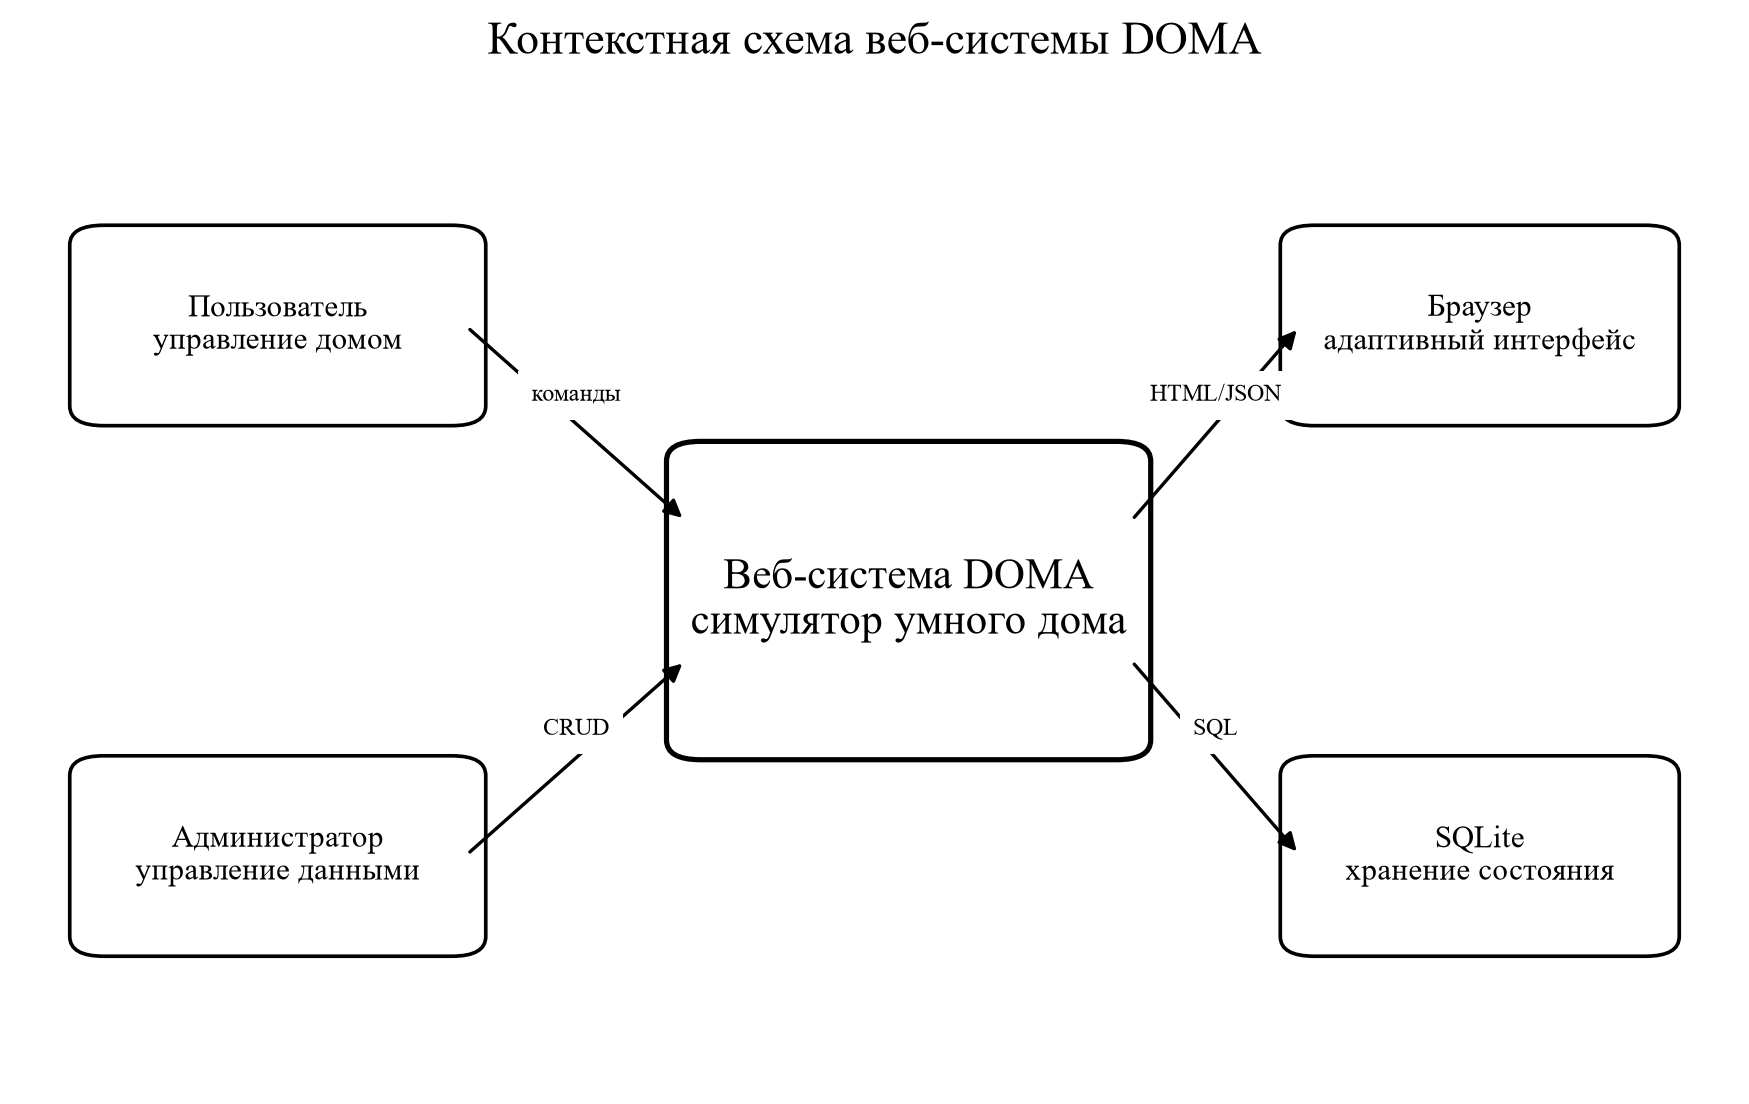 Контекстная схема веб-системы DOMA
Пользователь
управление домом
Браузер
адаптивный интерфейс
команды
HTML/JSON
Веб-система DOMA
симулятор умного дома
CRUD
SQL
Администратор
управление данными
SQLite
хранение состояния